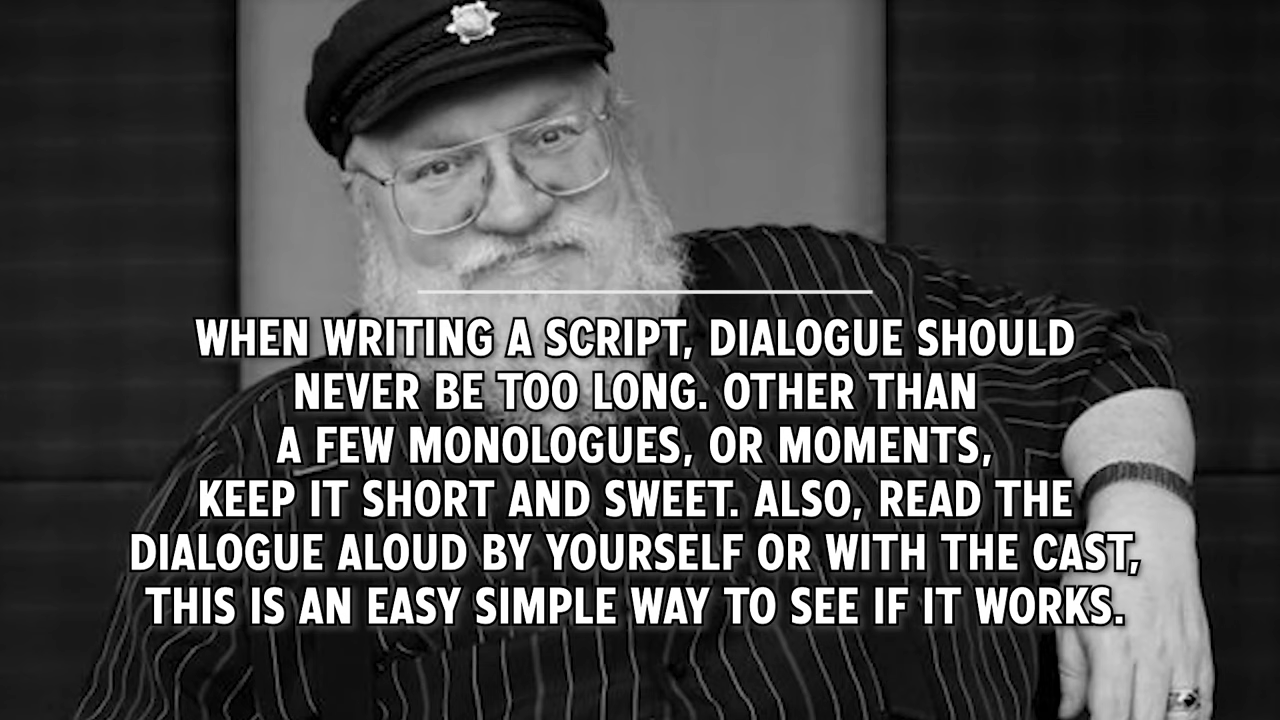 WHEN WRITING A SCRIPT, DIALOGUE SHOULD
NEVER BE TOO LONG. OTHER THAN
A FEW MONOLOGUES, OR MOMENTS,
KEEP IT SHORT AND SWEET. ALSO, READ THE
DIALOGUE ALOUD BY YOURSELF OR WITH THE CAST,
THIS IS AN EASY SIMPLE WAY TO SEE IF IT WORKS.